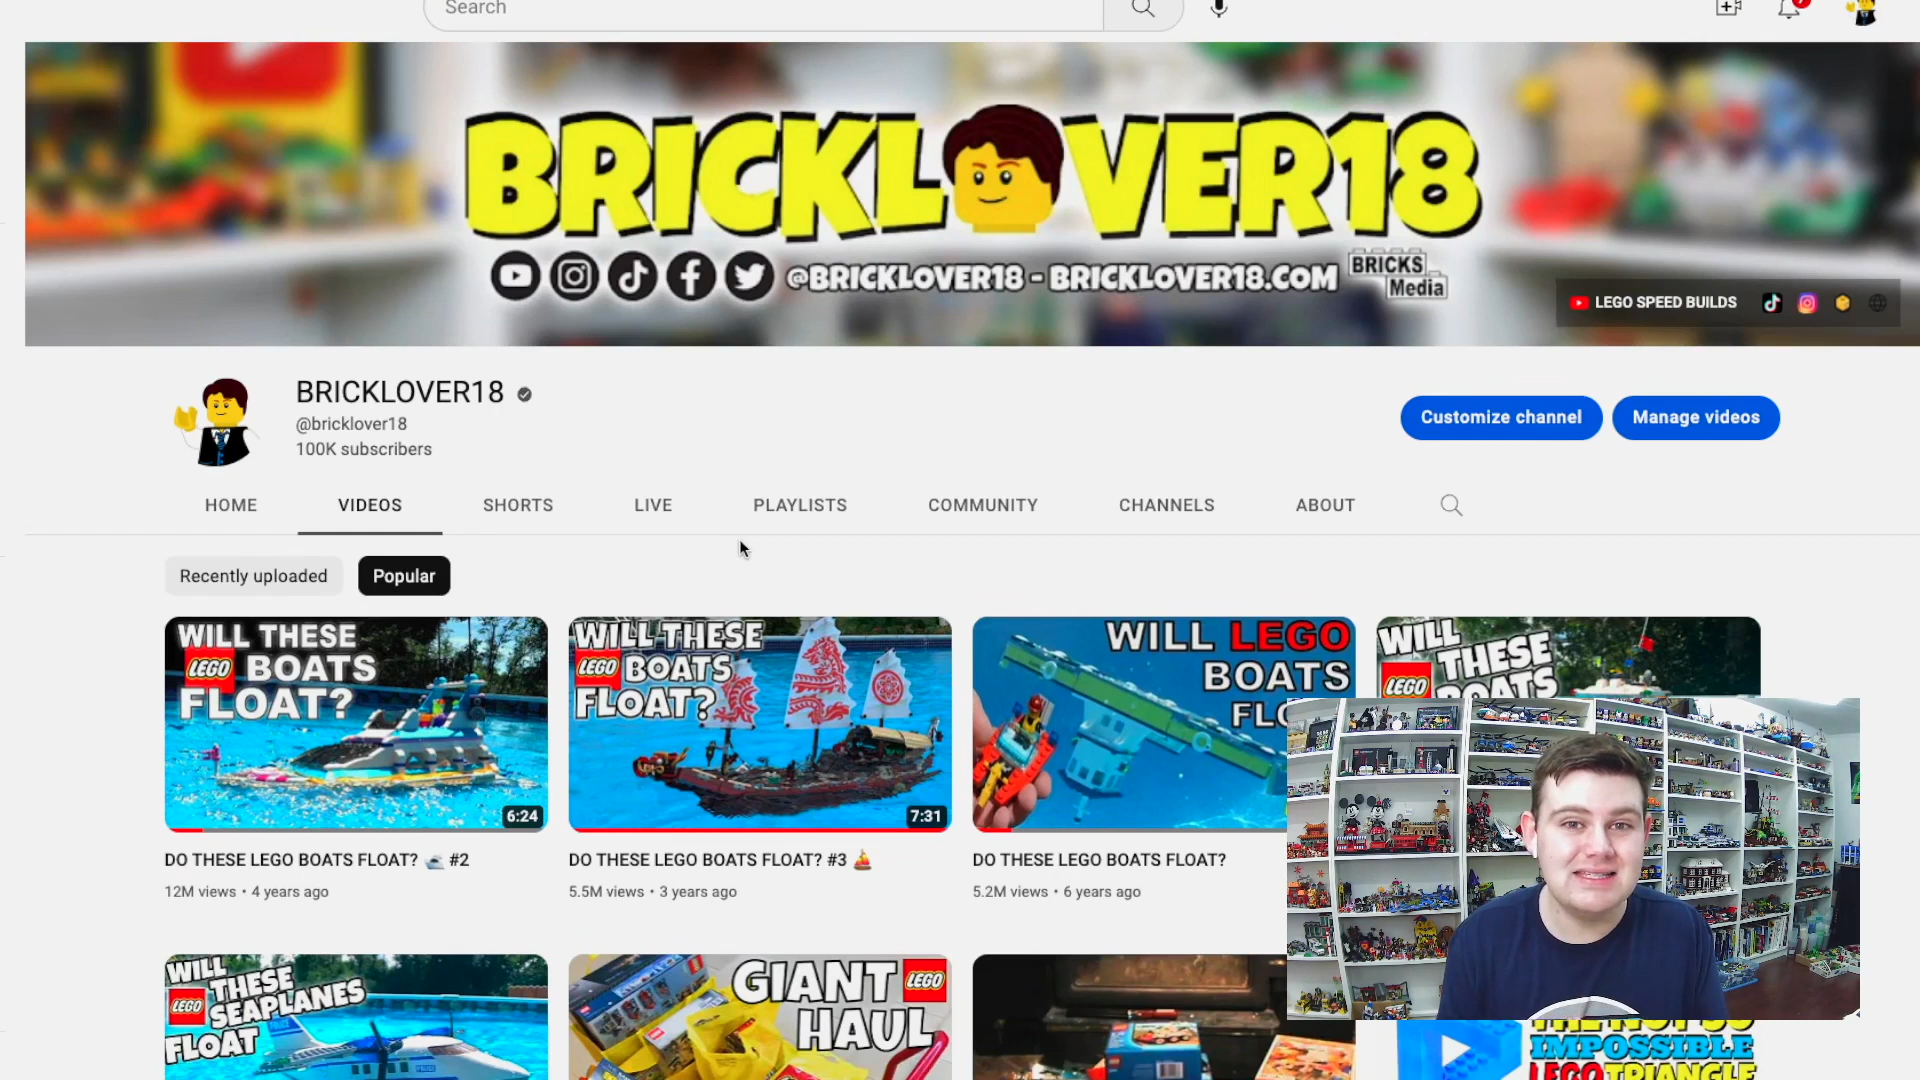 Search
BRICKLOVER18
@BRICKLOVER18 - BRICKLOVER18.COM
BRICKS
Media
LEGO SPEED BUILDS
BRICKLOVER18
@bricklover18
100K subscribers
Customize channel
Manage videos
HOME
VIDEOS
SHORTS
LIVE
PLAYLISTS
COMMUNITY
CHANNELS
ABOUT
Recently uploaded
Popular
WILL THESE
LEGO BOATS
FLOAT?
6:24
WILL THESE
LEGO BOATS
FLOAT?
7:31
WILL LEGO
BOATS
WILL
THESE
LEGO
DO THESE LEGO BOATS FLOAT? 🛥️ #2
12M views • 4 years ago
DO THESE LEGO BOATS FLOAT? #3 ⛵
5.5M views • 3 years ago
DO THESE LEGO BOATS FLOAT?
5.2M views • 6 years ago
WILL
THESE
LEGO SEAPLANES
FLOAT
POLICE
GIANT LEGO
HAUL
IMPOSSIBLE
LEGO TRIANGLE